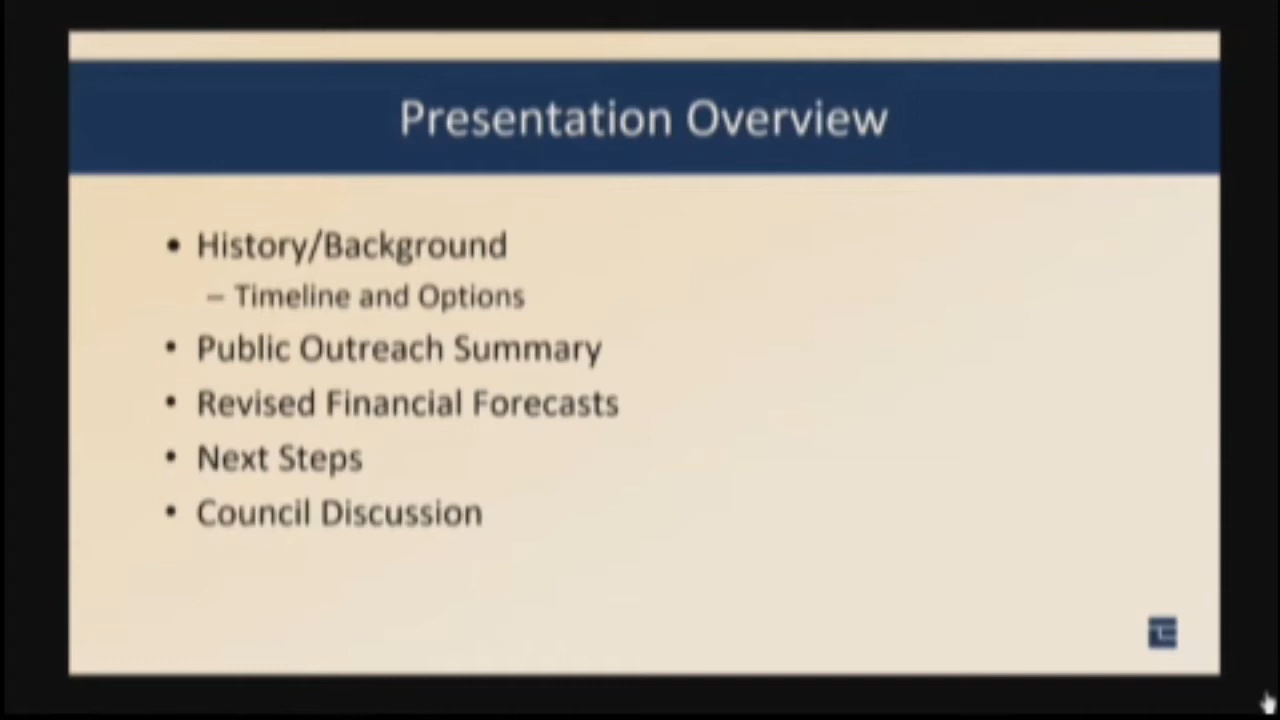 Presentation Overview
• History/Background
– Timeline and Options
• Public Outreach Summary
• Revised Financial Forecasts
• Next Steps
• Council Discussion